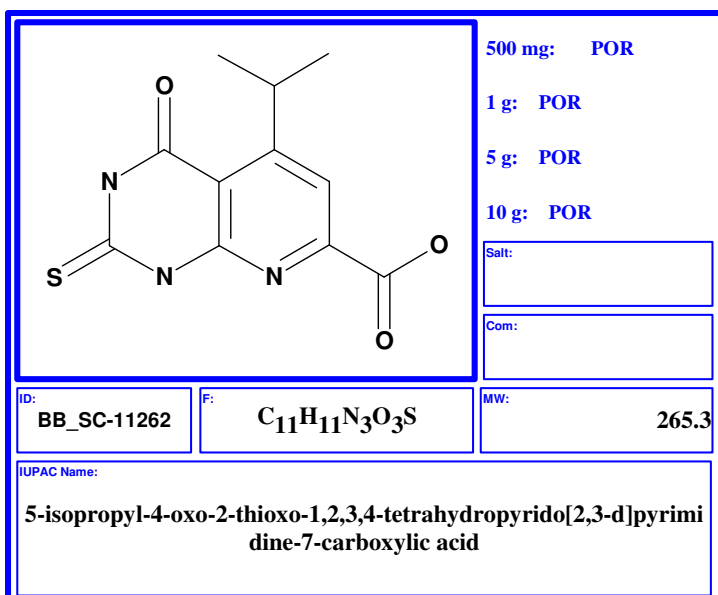 500 mg: POR
1 g: POR
5 g: POR
10 g: POR
O
N
S
N
N
O
O
Salt:
Com:
ID:
BB_SC-11262
F:
C11H11N3O3S
MW:
265.3
IUPAC Name:
5-isopropyl-4-oxo-2-thioxo-1,2,3,4-tetrahydropyrido[2,3-d]pyrimi
dine-7-carboxylic acid